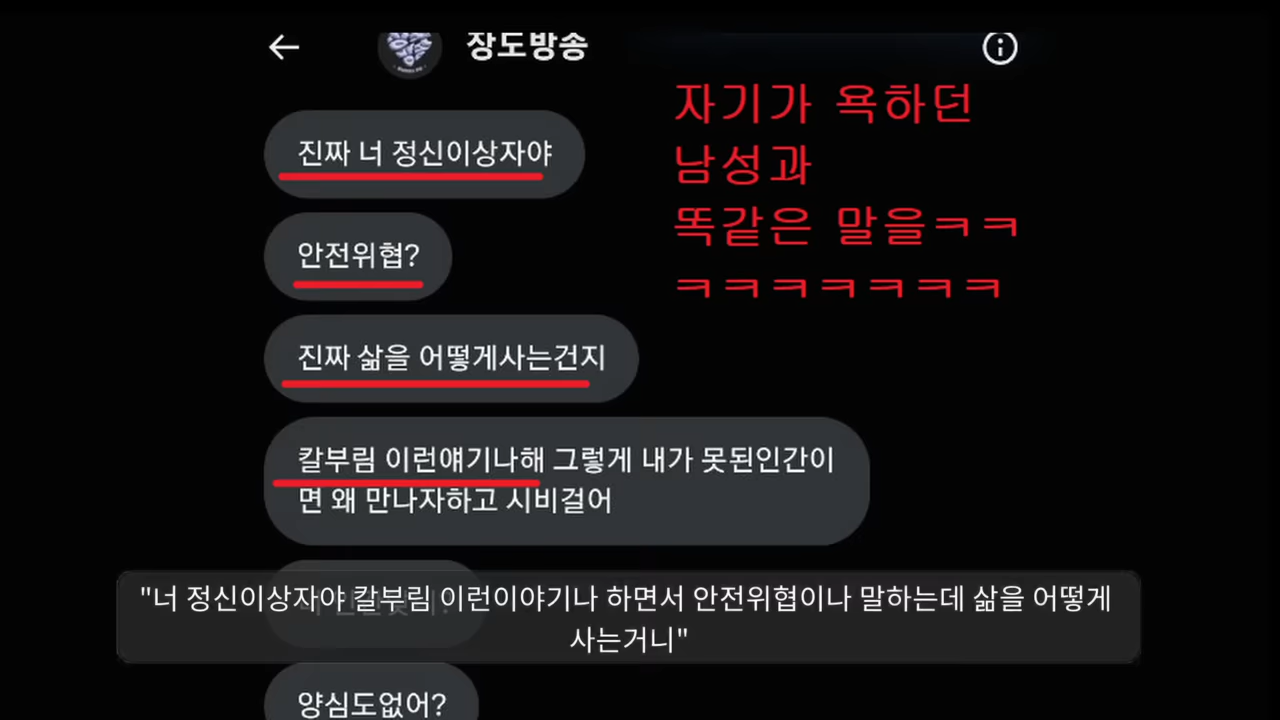 장도방송
자기가 욕하던
남성과
똑같은 말을ㅋㅋ
ㅋㅋㅋㅋㅋㅋㅋ
진짜 너 정신이상자야
안전위협?
진짜 삶을 어떻게사는건지
칼부림 이런얘기나해 그렇게 내가 못된인간이
면 왜 만나자하고 시비걸어
"너 정신이상자야 칼부림 이런이야기나 하면서 안전위협이나 말하는데 삶을 어떻게
사는거니"
양심도없어?